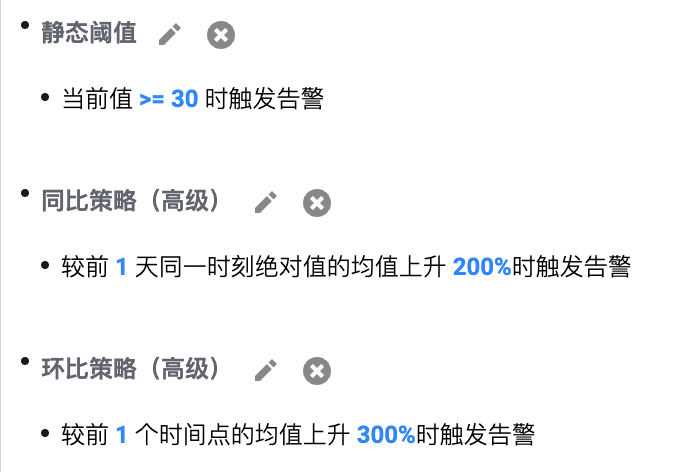 静态阈值
当前值 >= 30 时触发告警
同比策略（高级）
较前 1 天同一时刻绝对值的均值上升 200%时触发告警
环比策略（高级）
较前 1 个时间点的均值上升 300%时触发告警